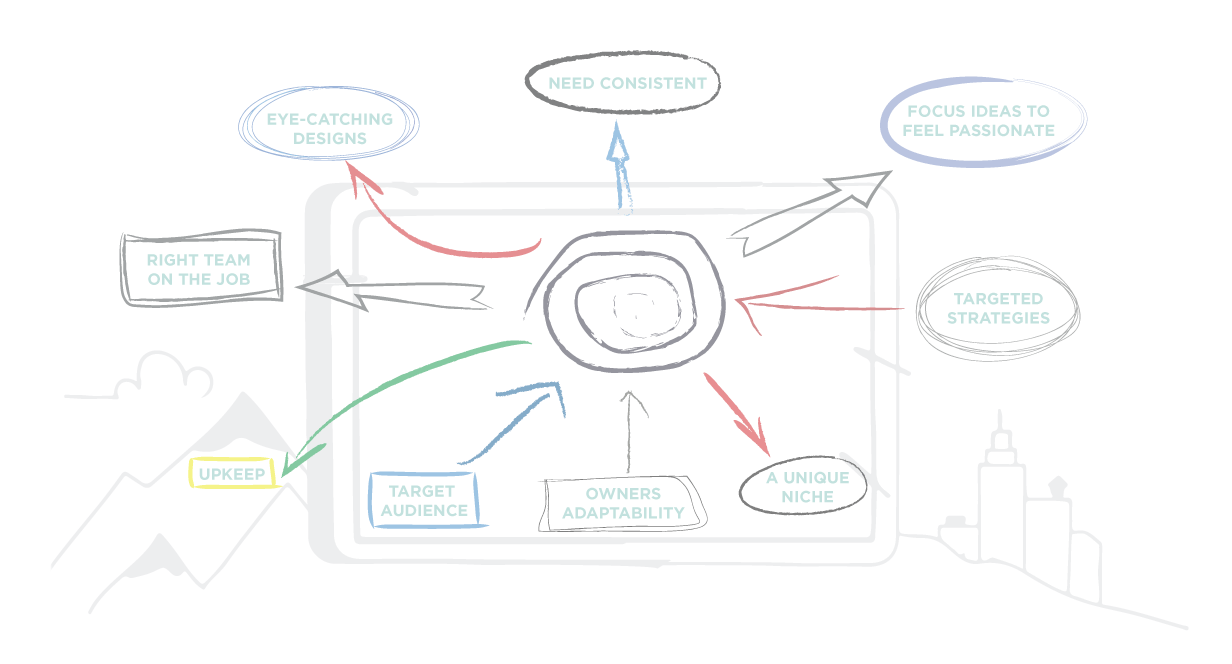 NEED CONSISTENT
EYE-CATCHING
DESIGNS
FOCUS IDEAS TO
FEEL PASSIONATE
RIGHT TEAM
ON THE JOB
TARGETED
STRATEGIES
UPKEEP
TARGET
AUDIENCE
OWNERS
ADAPTABILITY
A UNIQUE
NICHE